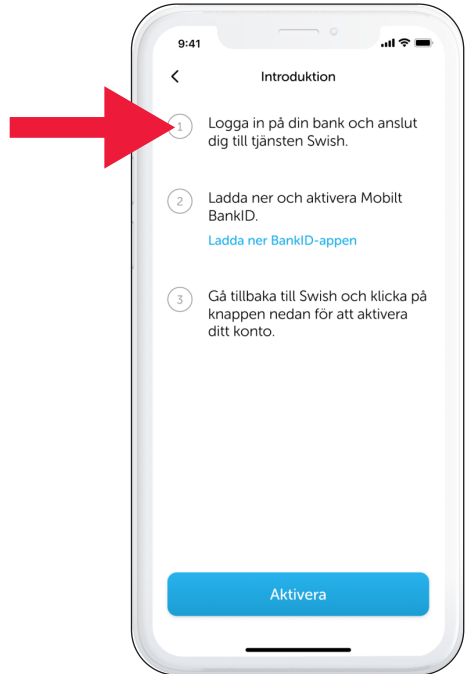 9:41
Introduktion
1 Logga in på din bank och anslut
dig till tjänsten Swish.
2 Ladda ner och aktivera Mobilt
BankID.
Ladda ner BankID-appen
3 Gå tillbaka till Swish och klicka på
knappen nedan för att aktivera
ditt konto.
Aktivera